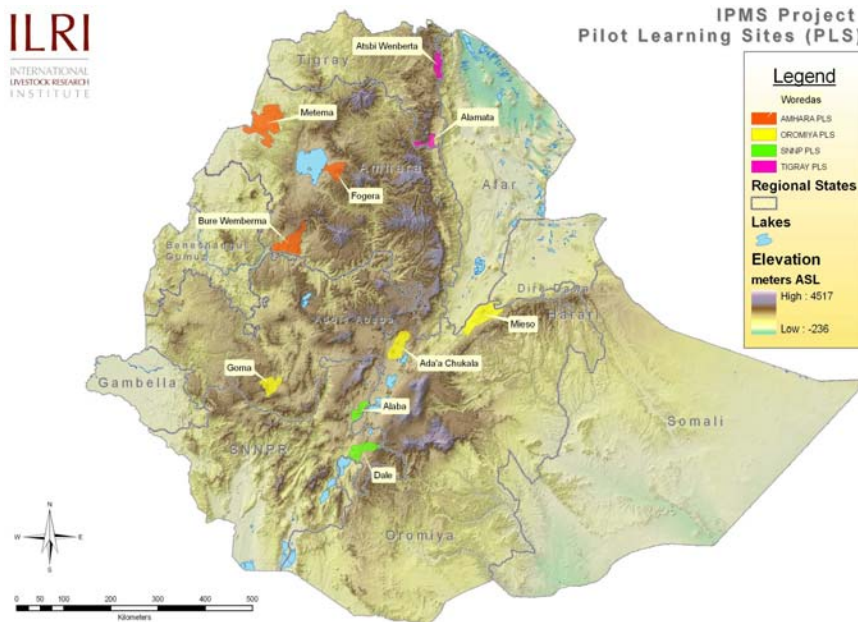 ILRI
INTERNATIONAL
LIVESTOCK RESEARCH
INSTITUTE
IPMS Project
Pilot Learning Sites (PLS)
Legend
Woredas
AMHARA PLS
OROMIYA PLS
SNNP PLS
TIGRAY PLS
Regional States
Lakes
Elevation
meters ASL
High : 4517
Low : -236
Atsbi Wenberta
Tigray
Metema
Alamata
Amhara
Afar
Fogera
Bure Wemberma
Benishangul
Gumuz
Dire Dawa
Harari
Mieso
Addis Ababa
Ada'a Chukala
Goma
Gambella
Alaba
Somali
SNNPR
Dale
Oromiya
N
W
E
S
0 100 200 300 400 500
Kilometers